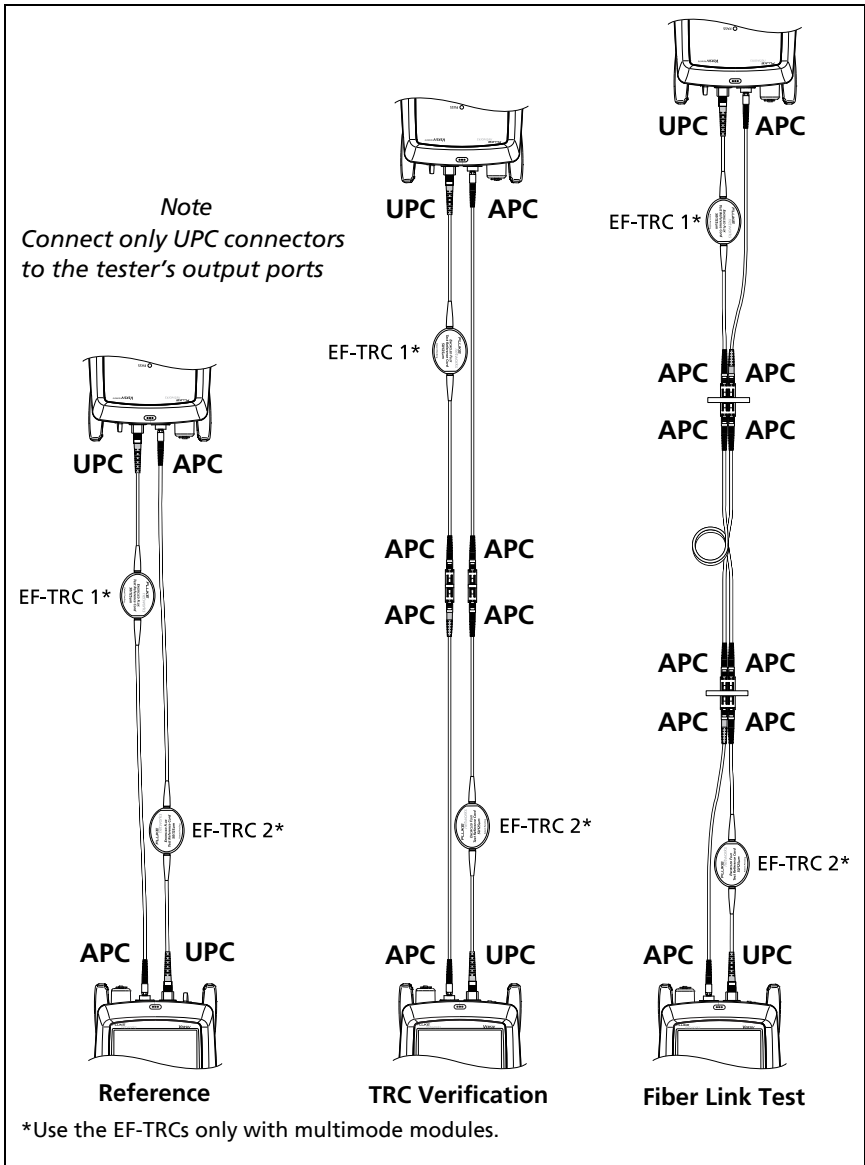 Note
Connect only UPC connectors
to the tester's output ports
UPC APC
EF-TRC 1*
EF-TRC 2*
APC UPC
Reference
UPC APC
EF-TRC 1*
APC APC
APC APC
EF-TRC 2*
APC UPC
TRC Verification
UPC APC
EF-TRC 1*
APC APC
APC APC
APC APC
APC APC
EF-TRC 2*
APC UPC
Fiber Link Test
*Use the EF-TRCs only with multimode modules.